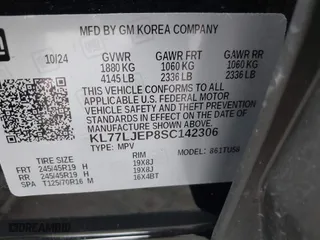 GM
MFD BY GM KOREA COMPANY
10/24 GVWR GAWR FRT GAWR RR
1880 KG 1060 KG 1060 KG
4145 LB 2336 LB 2336 LB
THIS VEHICLE CONFORMS TO ALL
APPLICABLE U.S. FEDERAL MOTOR
VEHICLE SAFETY AND THEFT
PREVENTION STANDARDS IN EFFECT
ON THE DATE OF MANUFACTURE
SHOWN ABOVE.
KL77LJEP8SC142306
TYPE: MPV 861TU58
TIRE SIZE RIM
FRT 245/45R19 H 19X8J
RR 245/45R19 H 19X8J
SPA T125/70R16 M 16X4BT